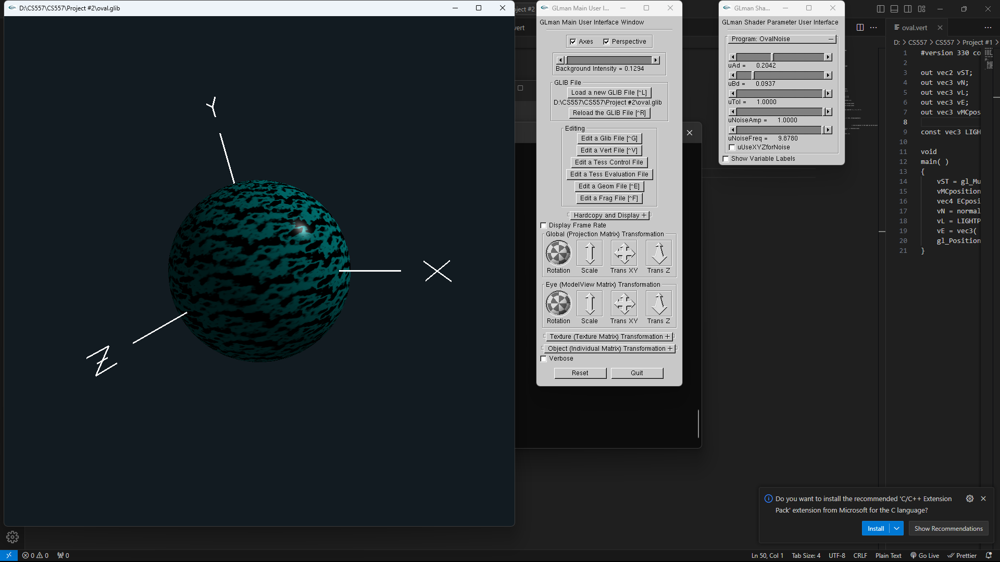 D:\CS557\CS557\Project #2\oval.glib
Y
X
Z
ject #2
vert
GLman Main User I...
GLman Main User Interface Window
Axes
Perspective
Background Intensity = 0.1294
GLIB File
Load a new GLIB File [^L]
D:\CS557\CS557\Project #2\oval.glib
Reload the GLIB File [^R]
Editing
Edit a Glib File [^G]
Edit a Vert File [^V]
Edit a Tess Control File
Edit a Tess Evaluation File
Edit a Geom File [^E]
Edit a Frag File [^F]
Hardcopy and Display +
Display Frame Rate
Global (Projection Matrix) Transformation
Rotation Scale Trans XY Trans Z
Eye (ModelView Matrix) Transformation
Rotation Scale Trans XY Trans Z
Texture (Texture Matrix) Transformation +
Object (Individual Matrix) Transformation +
Verbose
Reset Quit
GLman Sha...
GLman Shader Parameter User Interface
Program: OvalNoise
uAd = 0.2042
uBd = 0.0937
uTol = 1.0000
uNoiseAmp = 1.0000
uNoiseFreq = 9.8780
uUseXYZforNoise
Show Variable Labels
oval.vert
D: > CS557 > CS557 > Project #1 >
1 #version 330 co
2
3 out vec2 vST;
4 out vec3 vN;
5 out vec3 vL;
6 out vec3 vE;
7 out vec3 vMCpos
8
9 const vec3 LIGH
10
11 void
12 main( )
13 {
14 vST = gl_Mu
15 vMCposition
16 vec4 ECposi
17 vN = normal
18 vL = LIGHTP
19 vE = vec3(
20 gl_Position
21 }
Do you want to install the recommended 'C/C++ Extension
Pack' extension from Microsoft for the C language?
Install
Show Recommendations
0 0 0
Ln 50, Col 1 Tab Size: 4 UTF-8 CRLF Plain Text Go Live Prettier